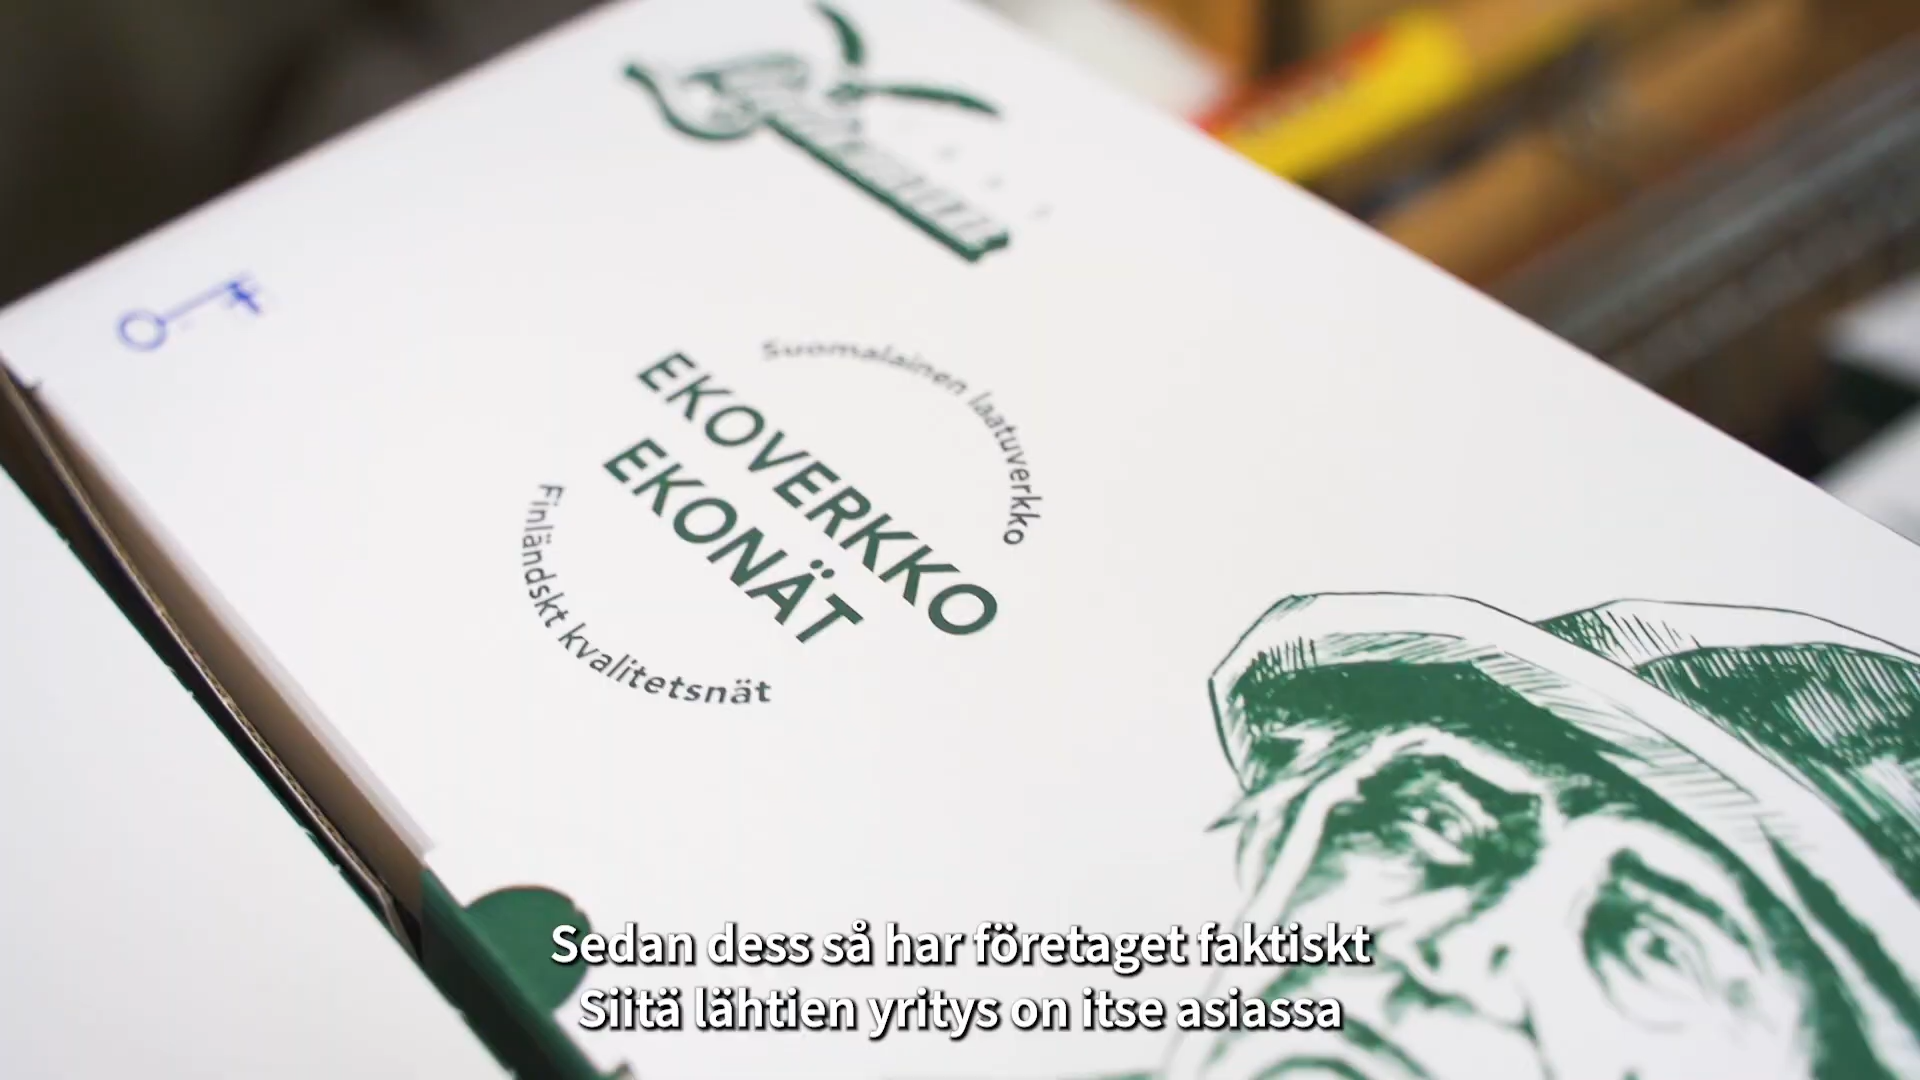 Suomalainen laatuverkko
EKOVERKKO
EKONÄT
Finländskt kvalitetsnät
Sedan dess så har företaget faktiskt
Siitä lähtien yritys on itse asiassa